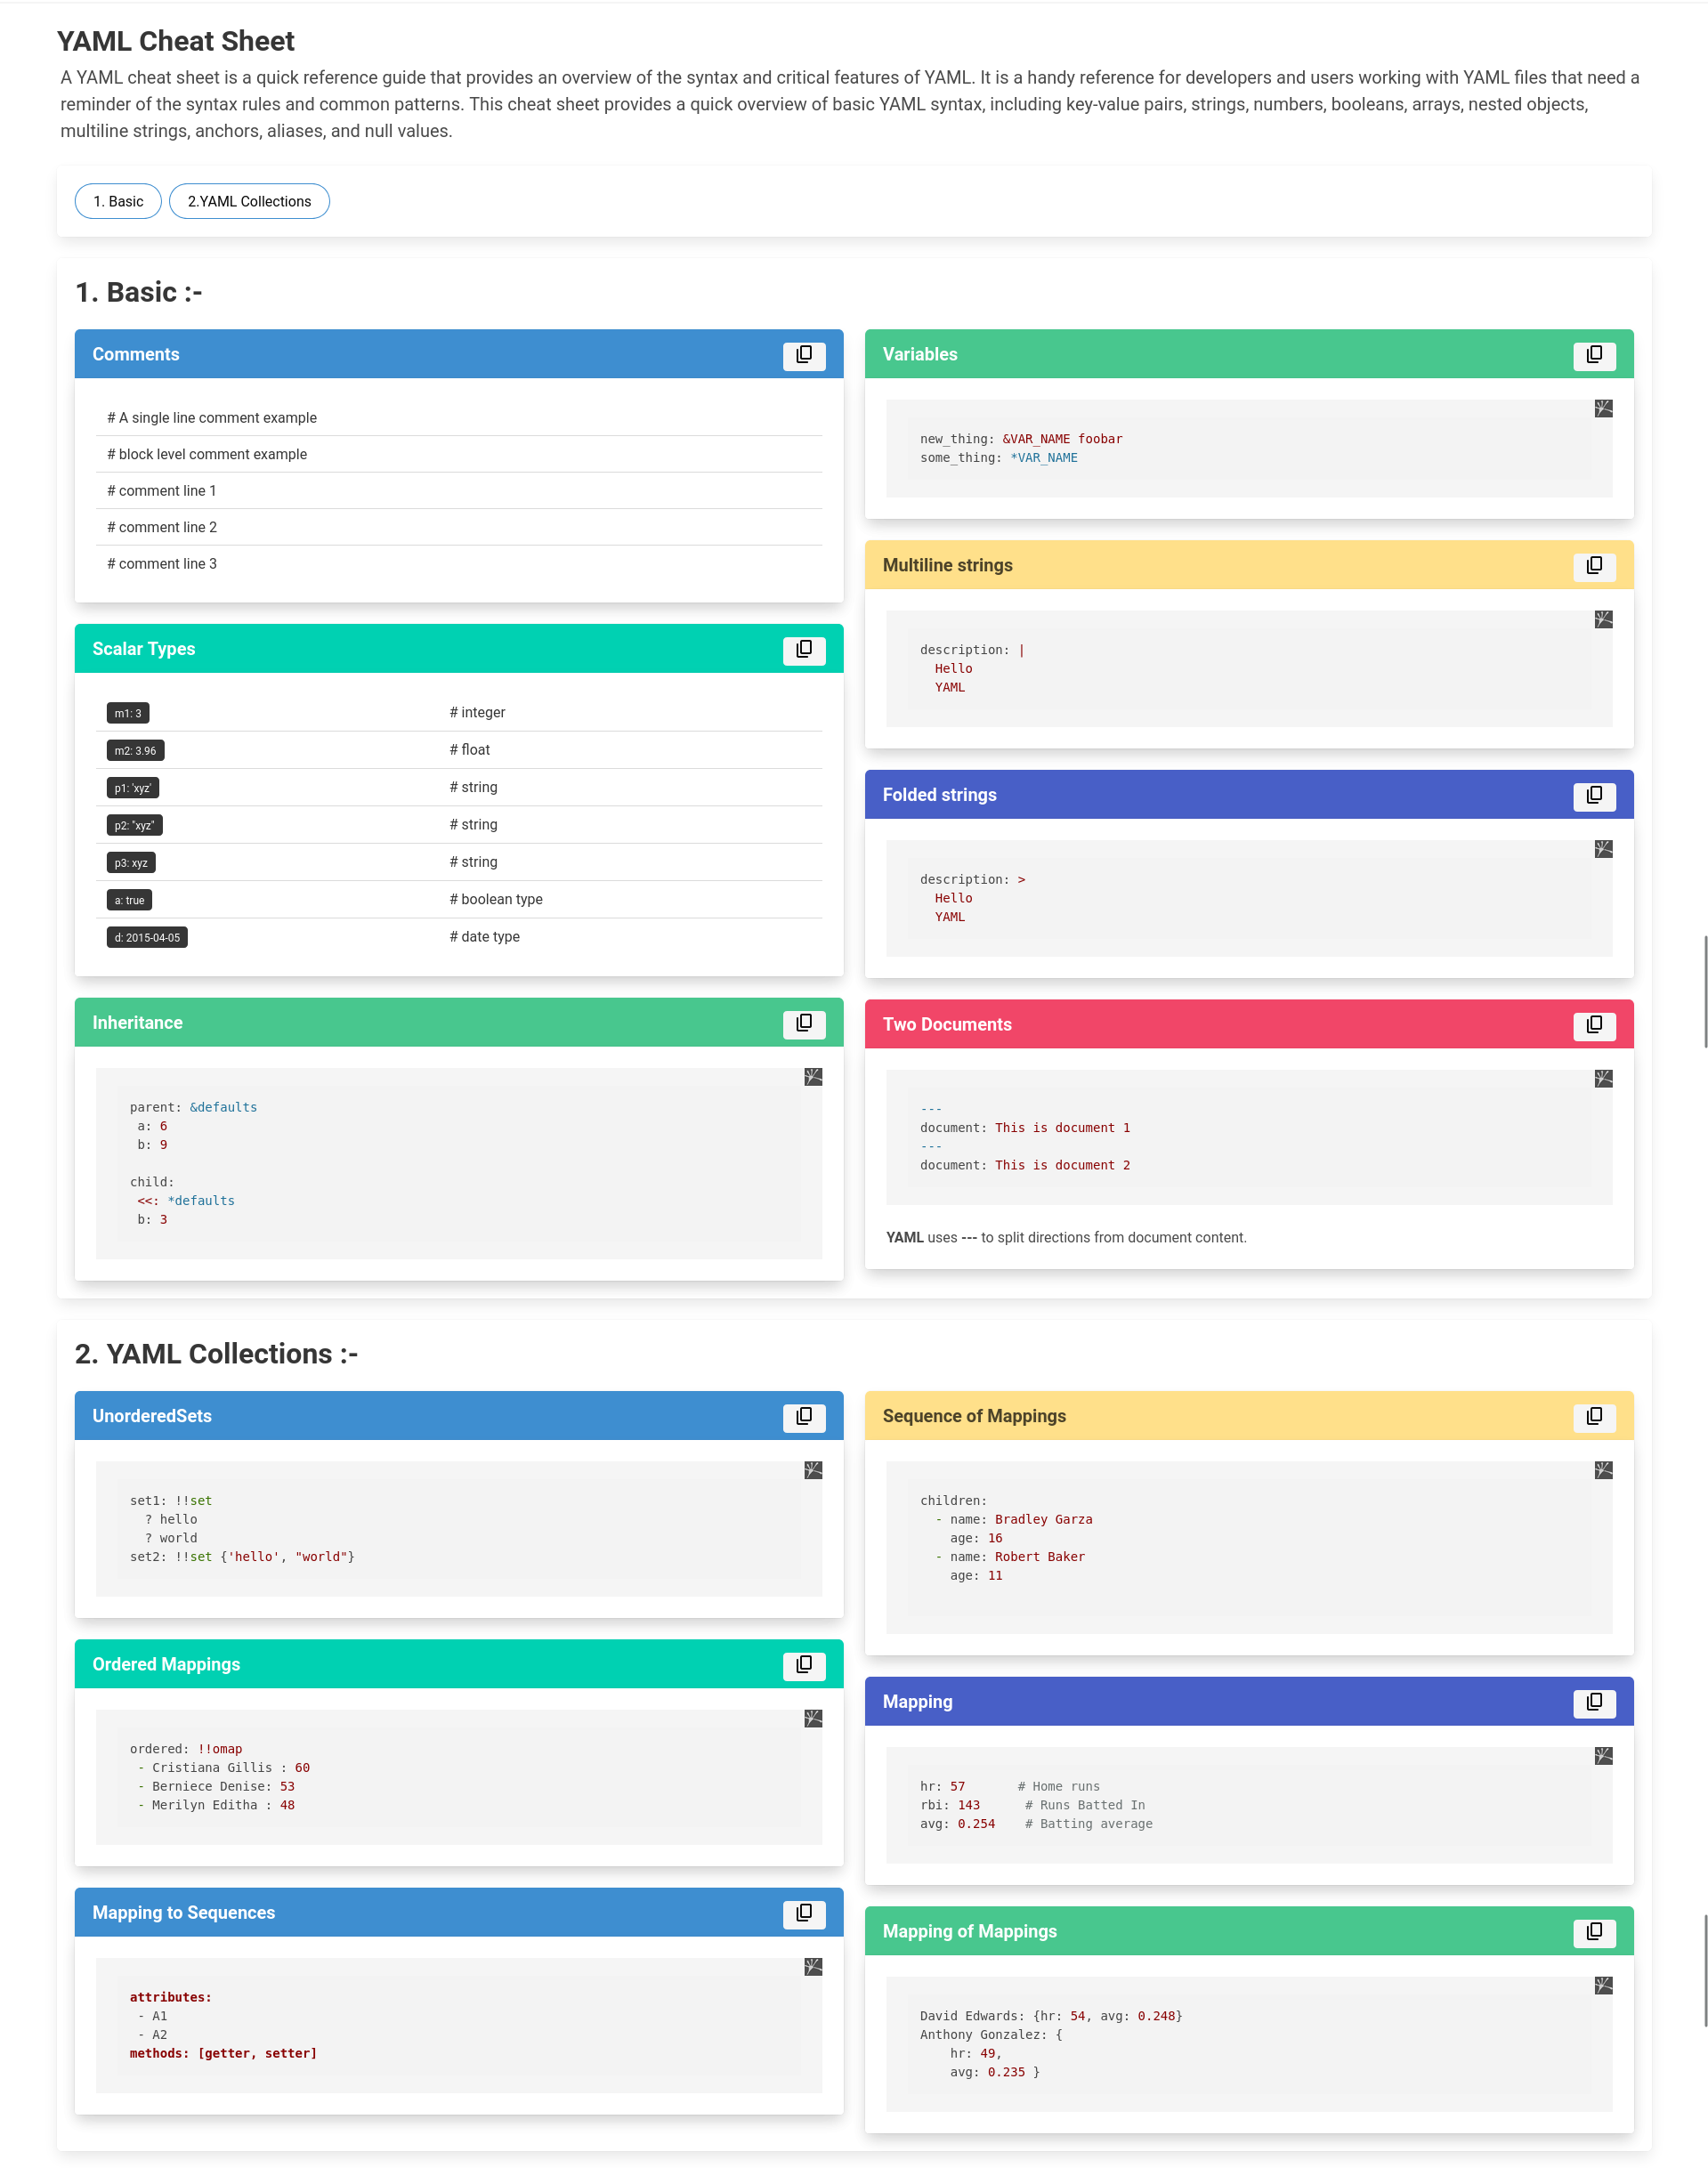 YAML Cheat Sheet
A YAML cheat sheet is a quick reference guide that provides an overview of the syntax and critical features of YAML. It is a handy reference for developers and users working with YAML files that need a
reminder of the syntax rules and common patterns. This cheat sheet provides a quick overview of basic YAML syntax, including key-value pairs, strings, numbers, booleans, arrays, nested objects,
multiline strings, anchors, aliases, and null values.
1. Basic
2.YAML Collections
1. Basic :-
Comments
# A single line comment example
# block level comment example
# comment line 1
# comment line 2
# comment line 3
Scalar Types
m1: 3 # integer
m2: 3.96 # float
p1: 'xyz' # string
p2: "xyz" # string
p3: xyz # string
a: true # boolean type
d: 2015-04-05 # date type
Inheritance
parent: &defaults
 a: 6
 b: 9
child:
 <<: *defaults
 b: 3
Variables
new_thing: &VAR_NAME foobar
some_thing: *VAR_NAME
Multiline strings
description: |
  Hello
  YAML
Folded strings
description: >
  Hello
  YAML
Two Documents
---
document: This is document 1
---
document: This is document 2
YAML uses --- to split directions from document content.
2. YAML Collections :-
UnorderedSets
set1: !!set
  ? hello
  ? world
set2: !!set {'hello', "world"}
Ordered Mappings
ordered: !!omap
 - Cristiana Gillis : 60
 - Berniece Denise: 53
 - Merilyn Editha : 48
Mapping to Sequences
attributes:
 - A1
 - A2
methods: [getter, setter]
Sequence of Mappings
children:
  - name: Bradley Garza
    age: 16
  - name: Robert Baker
    age: 11
Mapping
hr: 57       # Home runs
rbi: 143      # Runs Batted In
avg: 0.254    # Batting average
Mapping of Mappings
David Edwards: {hr: 54, avg: 0.248}
Anthony Gonzalez: {
    hr: 49,
    avg: 0.235 }